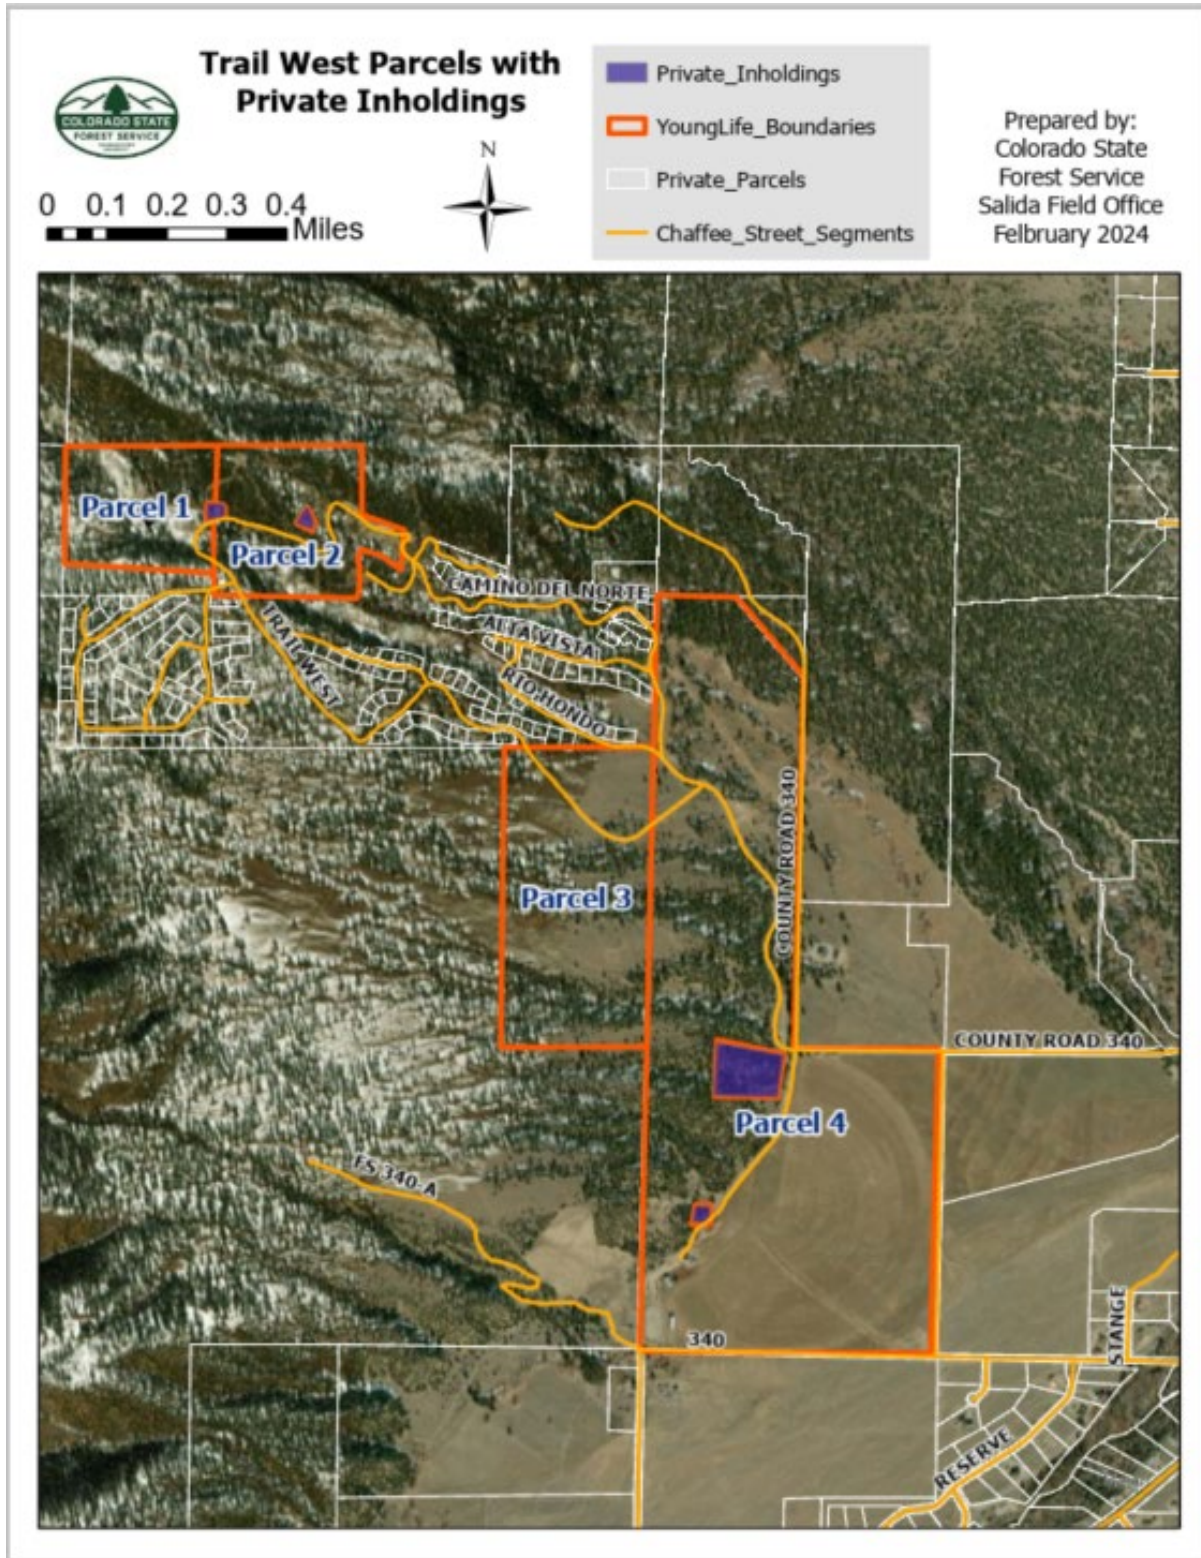 Trail West Parcels with
Private Inholdings
COLORADO STATE
FOREST SERVICE
N
0 0.1 0.2 0.3 0.4
Miles
Private_Inholdings
YoungLife_Boundaries
Private_Parcels
Chaffee_Street_Segments
Prepared by:
Colorado State
Forest Service
Salida Field Office
Felbruary 2024
Parcel 1
Parcel 2
CAMINO DEL NORTE
ALTA VISTA
TRAIL WEST
RIO HONDO
COUNTY ROAD 340
Parcel 3
COUNTY ROAD 340
Parcel 4
FS 340-A
340
STANGE
RESERVE